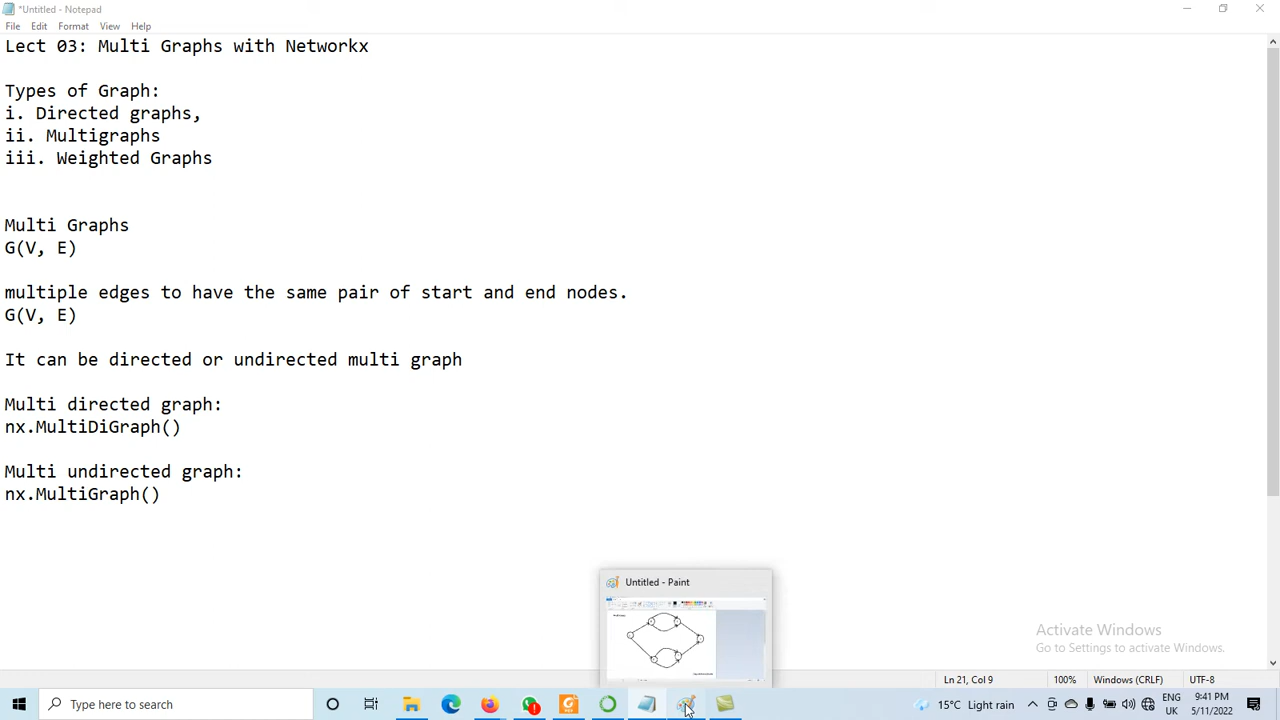 *Untitled - Notepad
File Edit Format View Help
Lect 03: Multi Graphs with Networkx
Types of Graph:
i. Directed graphs,
ii. Multigraphs
iii. Weighted Graphs
Multi Graphs
G(V, E)
multiple edges to have the same pair of start and end nodes.
G(V, E)
It can be directed or undirected multi graph
Multi directed graph:
nx.MultiDiGraph()
Multi undirected graph:
nx.MultiGraph()
Untitled - Paint
Activate Windows
Go to Settings to activate Windows.
Ln 21, Col 9 100% Windows (CRLF) UTF-8
Type here to search
15°C Light rain
ENG
UK
9:41 PM
5/11/2022